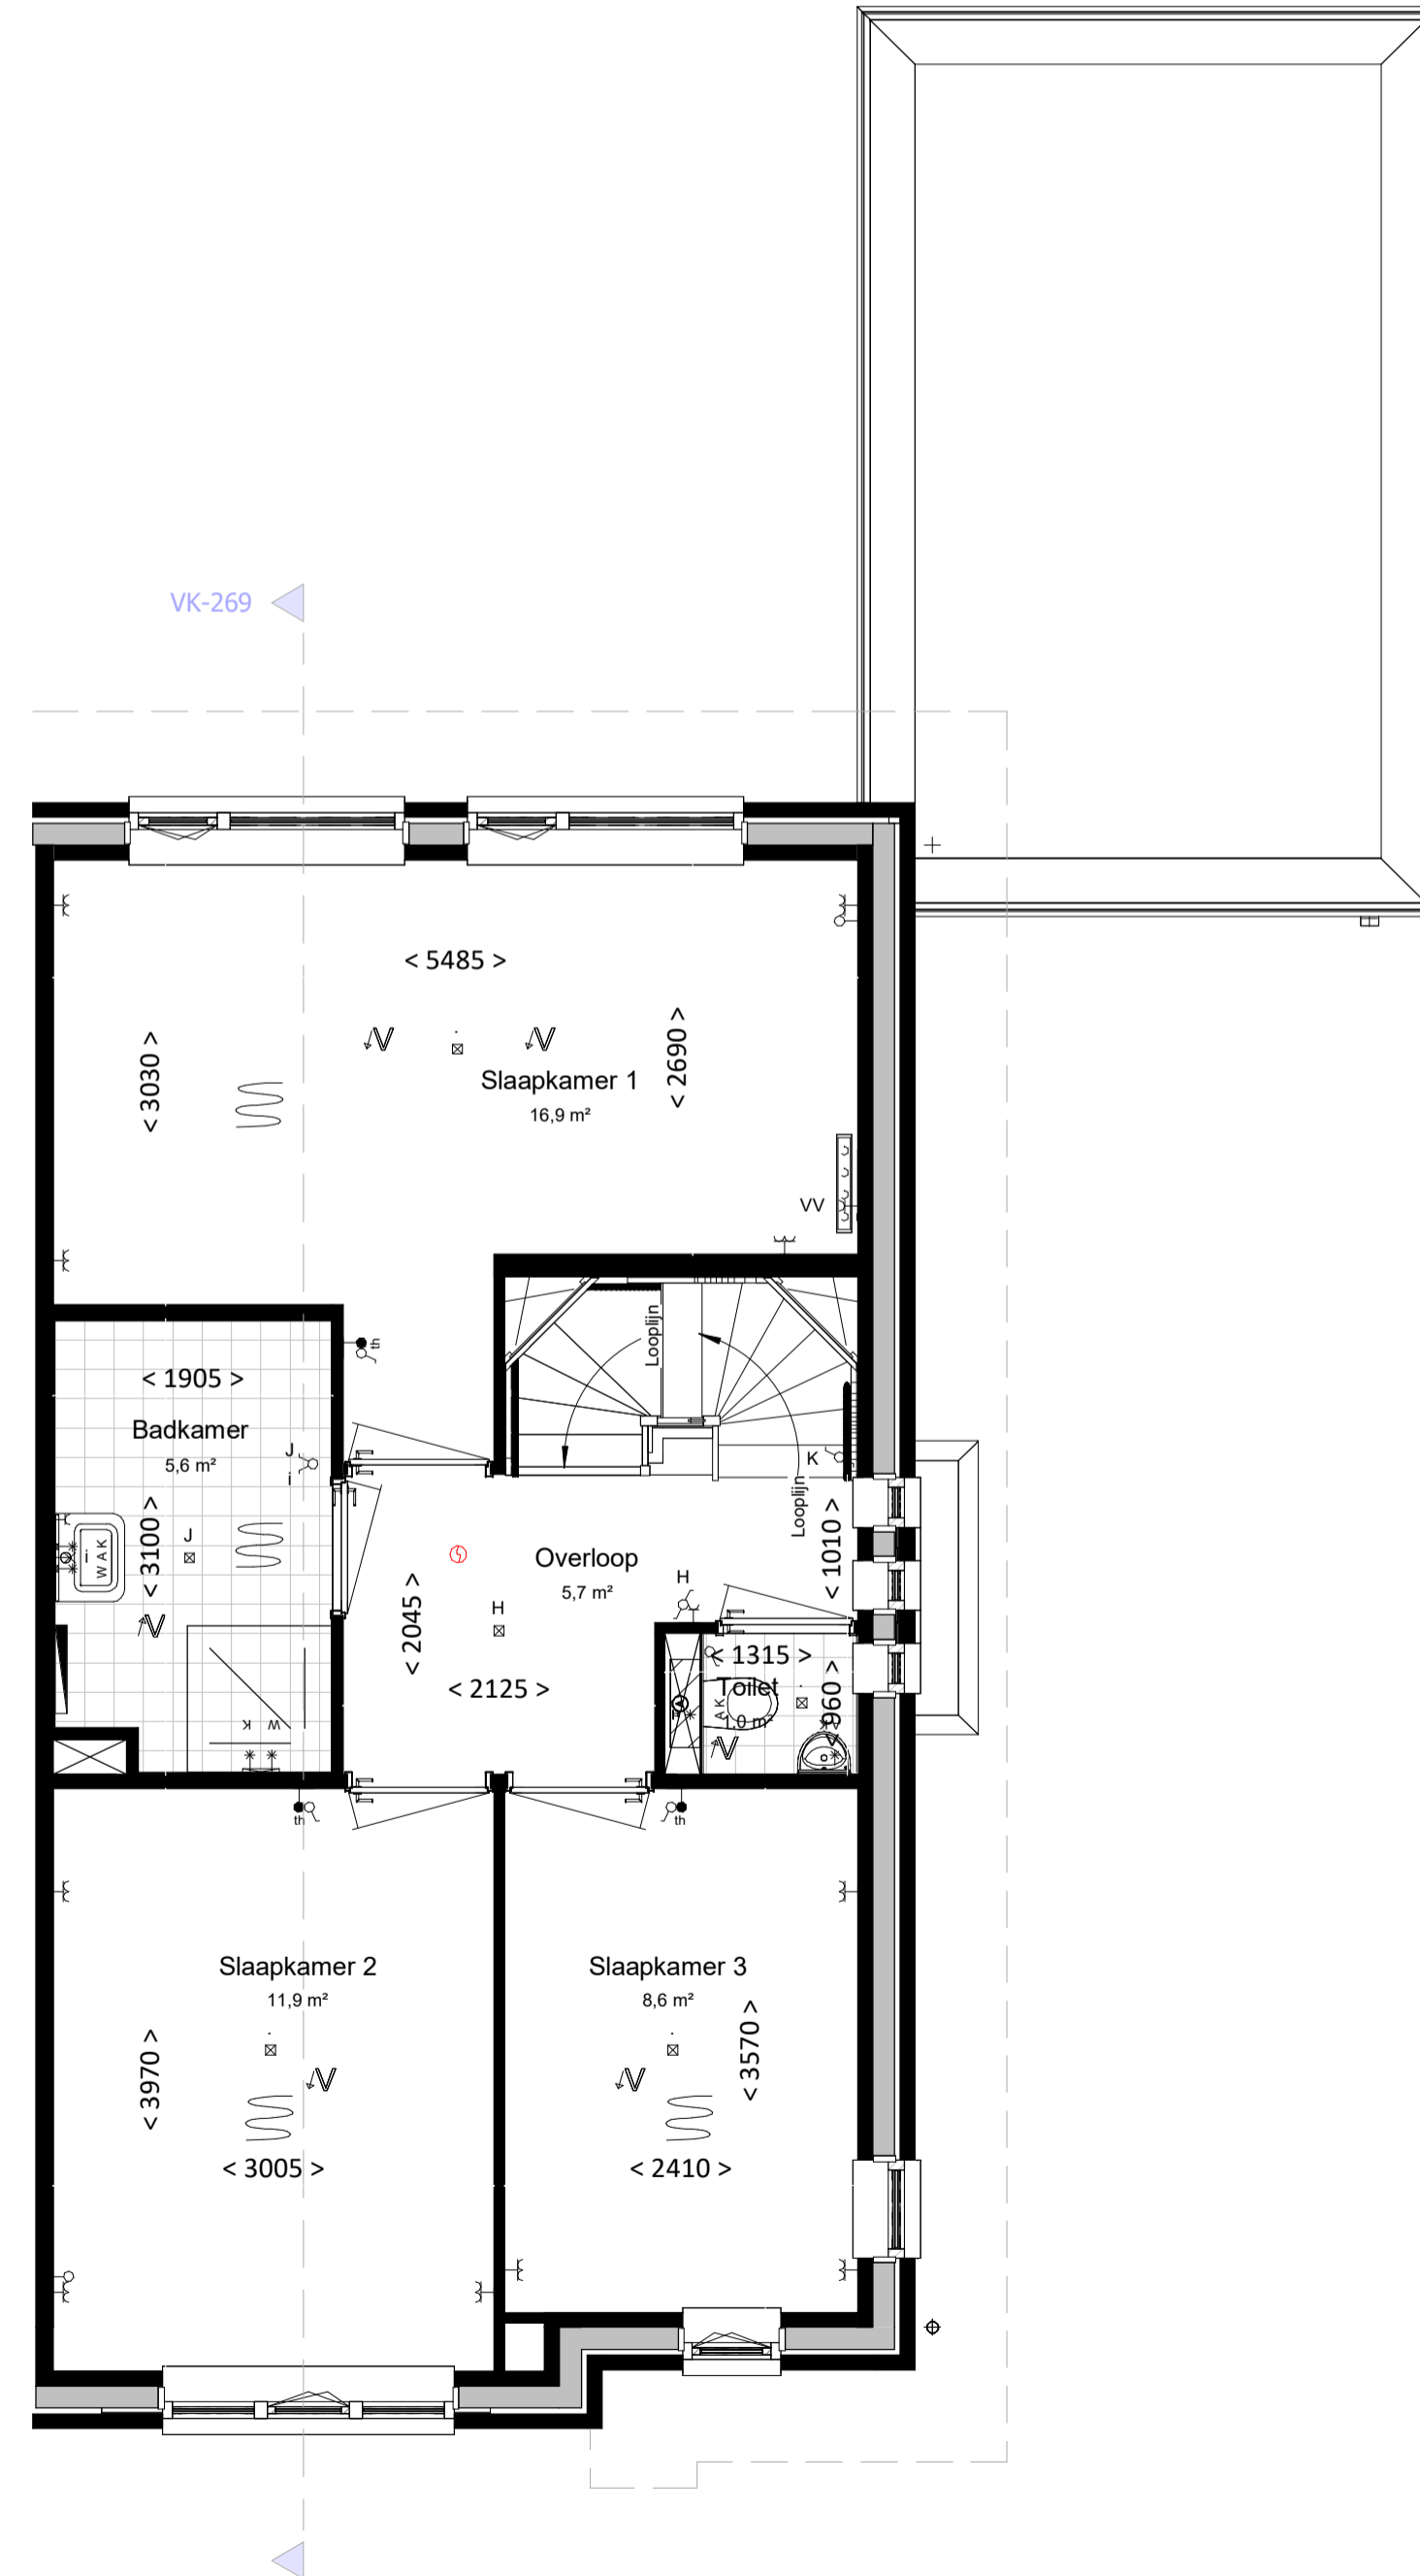 VK-269
< 5485 >
< 3030 >
< 2690 >
V
V
Slaapkamer 1
16,9 m²
VV
Looplijn
th
< 1905 >
Badkamer
5,6 m²
J
i
K
Looplijn
< 3100 >
J
WAK
i
V
Overloop
5,7 m²
< 1010 >
H
H
< 2045 >
< 2125 >
< 1315 >
Toilet
AK
1,0 m²
< 960 >
V
K W
th
th
Slaapkamer 2
11,9 m²
Slaapkamer 3
8,6 m²
V
V
< 3970 >
< 3570 >
< 3005 >
< 2410 >